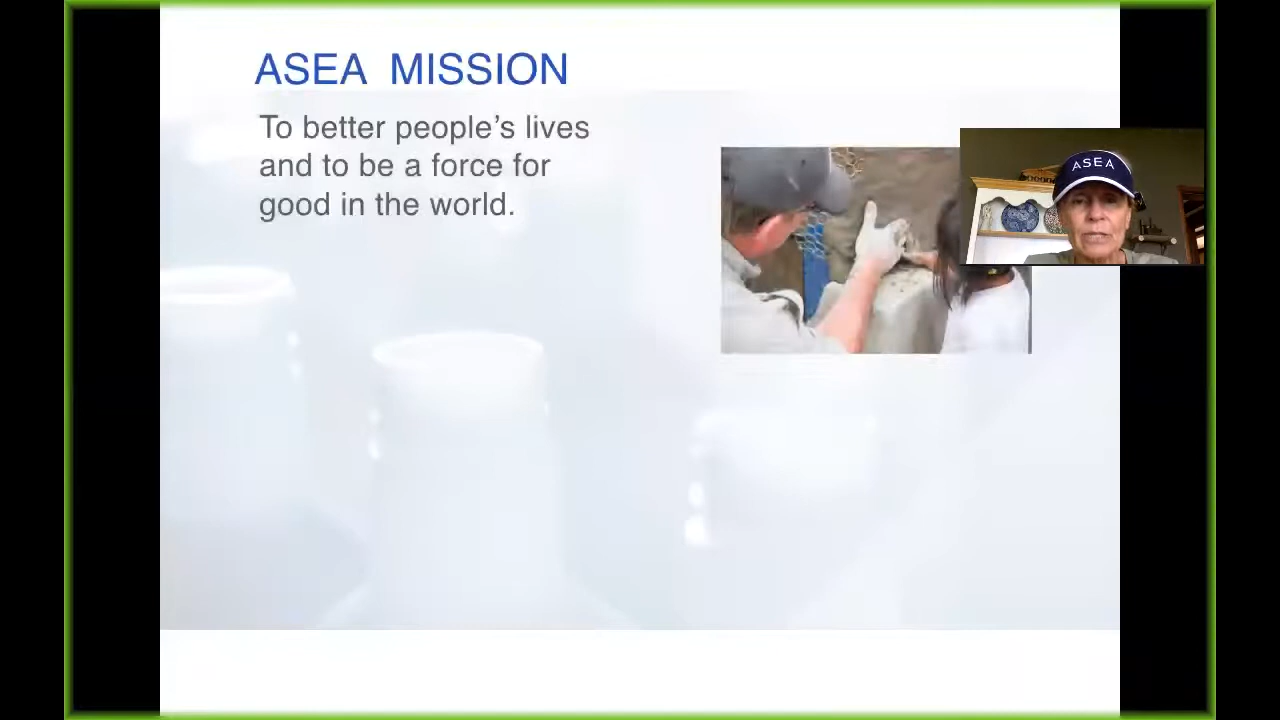 ASEA MISSION
To better people's lives
and to be a force for
good in the world.
ASEA